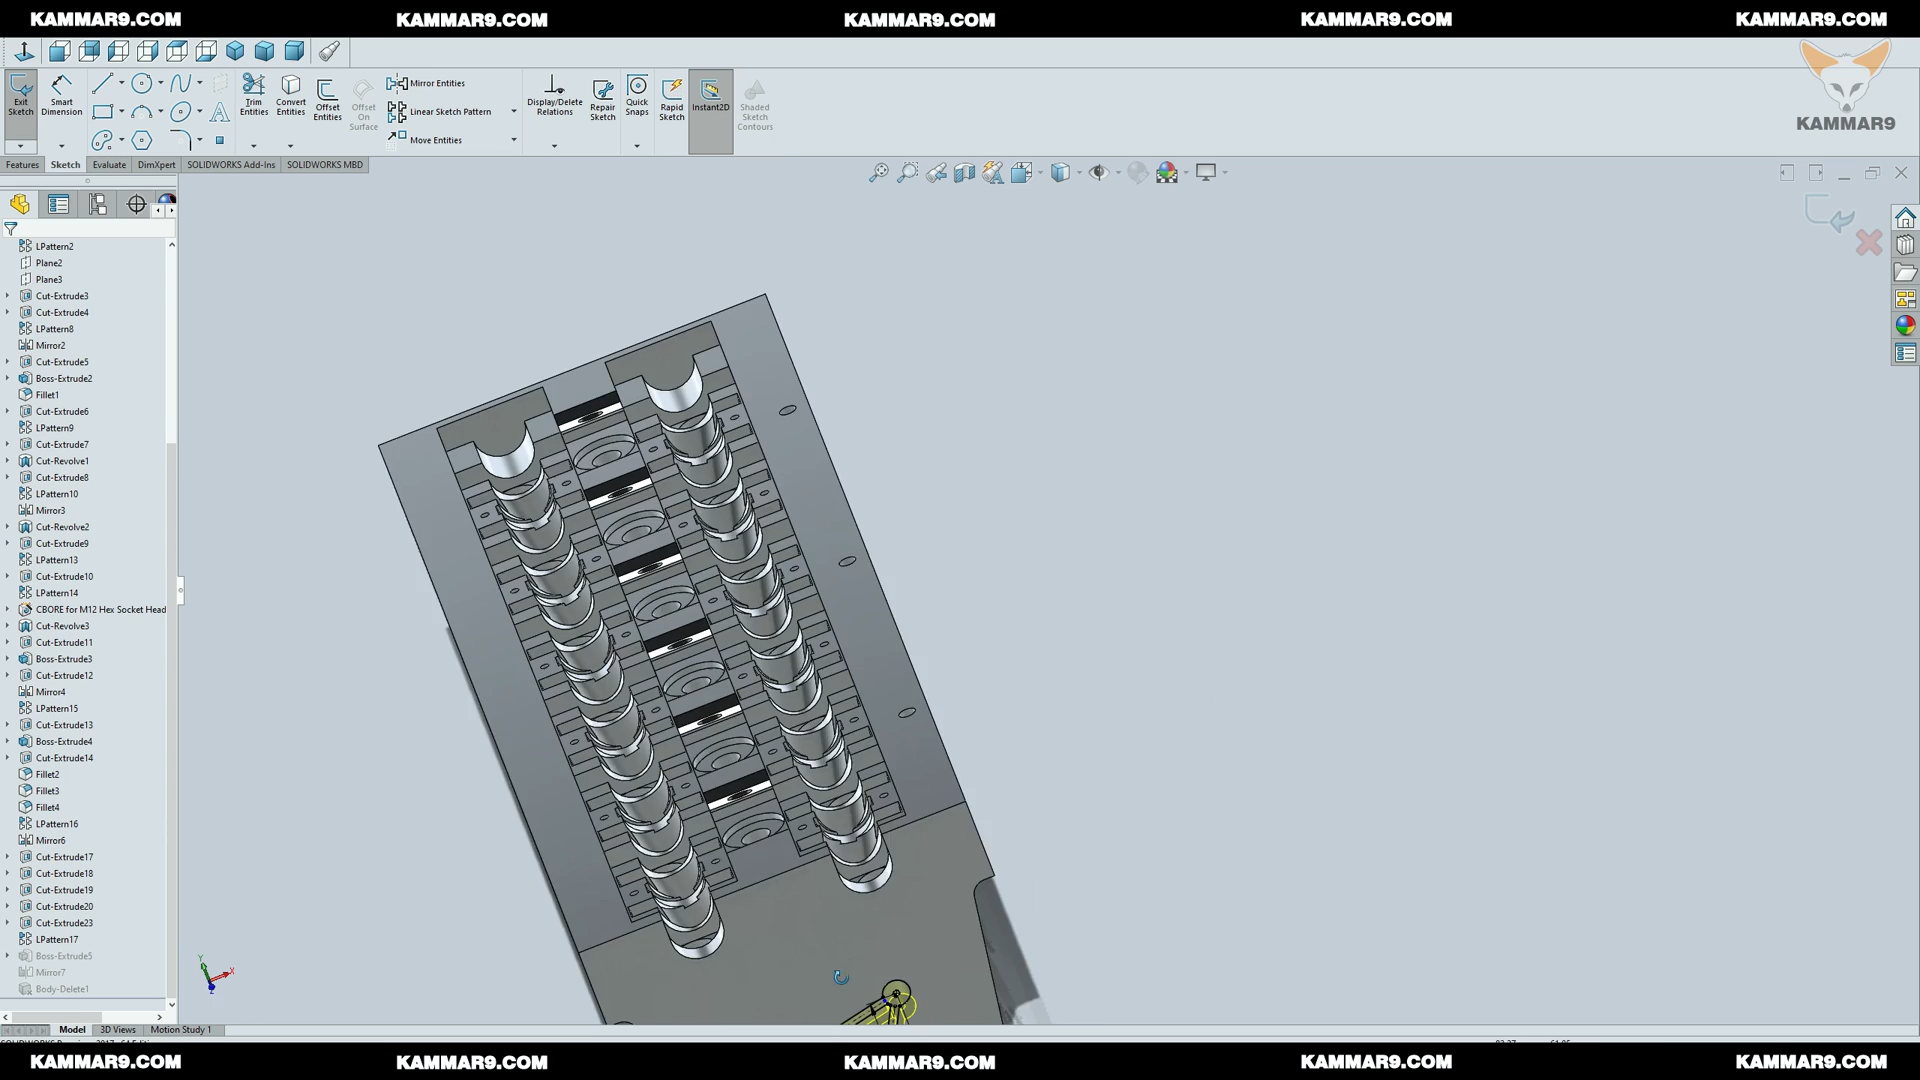 KAMMAR9.COM KAMMAR9.COM KAMMAR9.COM KAMMAR9.COM KAMMAR9.COM
Exit Sketch
Smart Dimension
Trim Entities
Convert Entities
Offset Entities
Offset On Surface
Mirror Entities
Linear Sketch Pattern
Move Entities
Display/Delete Relations
Repair Sketch
Quick Snaps
Rapid Sketch
Instant2D
Shaded Sketch Contours
KAMMAR9
Features Sketch Evaluate DimXpert SOLIDWORKS Add-Ins SOLIDWORKS MBD
LPattern2
Plane2
Plane3
Cut-Extrude3
Cut-Extrude4
LPattern8
Mirror2
Cut-Extrude5
Boss-Extrude2
Fillet1
Cut-Extrude6
LPattern9
Cut-Extrude7
Cut-Revolve1
Cut-Extrude8
LPattern10
Mirror3
Cut-Revolve2
Cut-Extrude9
LPattern13
Cut-Extrude10
LPattern14
CBORE for M12 Hex Socket Head
Cut-Revolve3
Cut-Extrude11
Boss-Extrude3
Cut-Extrude12
Mirror4
LPattern15
Cut-Extrude13
Boss-Extrude4
Cut-Extrude14
Fillet2
Fillet3
Fillet4
LPattern16
Mirror6
Cut-Extrude17
Cut-Extrude18
Cut-Extrude19
Cut-Extrude20
Cut-Extrude23
LPattern17
Boss-Extrude5
Mirror7
Body-Delete1
Y X Z
Model 3D Views Motion Study 1
KAMMAR9.COM KAMMAR9.COM KAMMAR9.COM KAMMAR9.COM KAMMAR9.COM